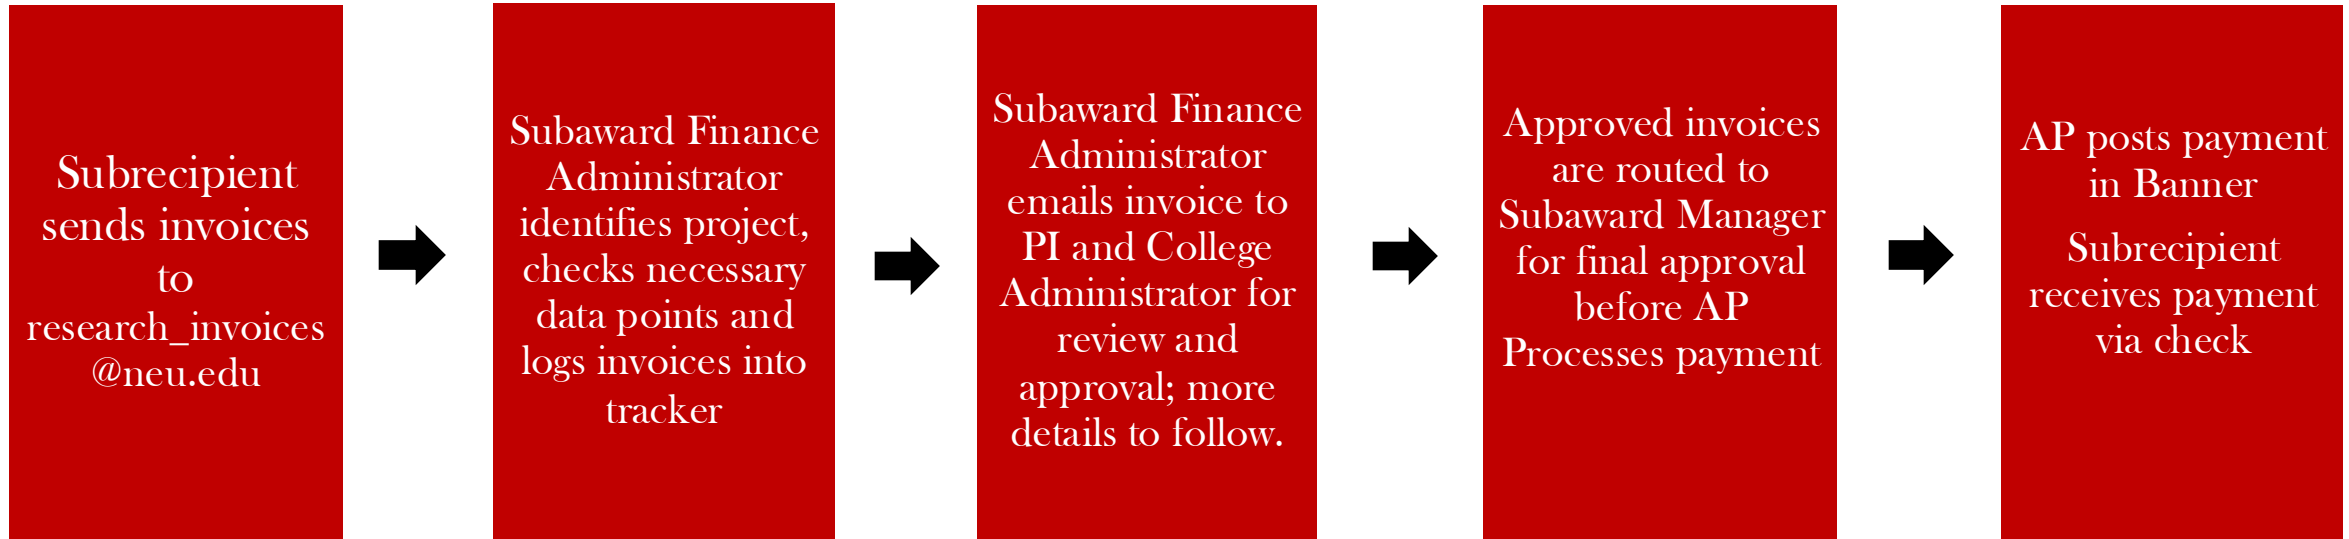 Subrecipient
sends invoices
to
research_invoices
@neu.edu
Subaward Finance
Administrator
identifies project,
checks necessary
data points and
logs invoices into
tracker
Subaward Finance
Administrator
emails invoice to
PI and College
Administrator for
review and
approval; more
details to follow.
Approved invoices
are routed to
Subaward Manager
for final approval
before AP
Processes payment
AP posts payment
in Banner
Subrecipient
receives payment
via check